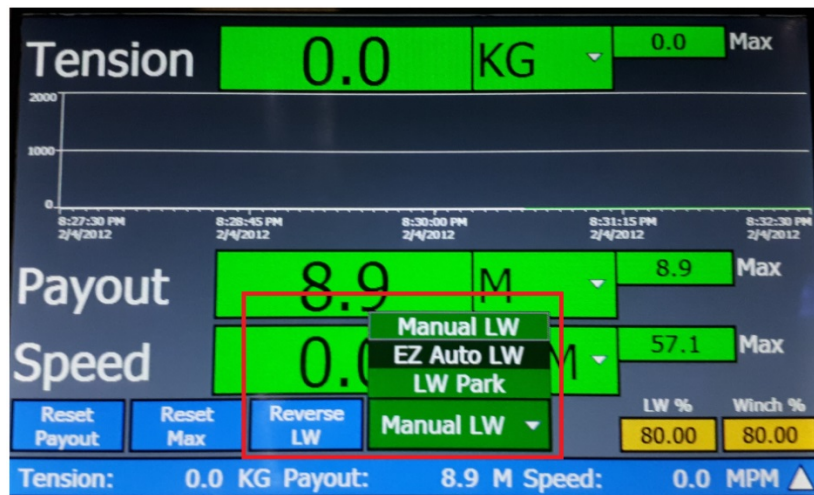 Tension 0.0 KG 0.0 Max
2000
1000
0
8:27:30 PM 8:28:45 PM 8:30:00 PM 8:31:15 PM 8:32:30 PM
2/4/2012 2/4/2012 2/4/2012 2/4/2012 2/4/2012
Payout 8.9 M 8.9 Max
Manual LW
Speed 0.0 EZ Auto LW M 57.1 Max
LW Park
Reset Payout
Reset Max
Reverse LW
Manual LW
LW % Winch %
80.00 80.00
Tension: 0.0 KG Payout: 8.9 M Speed: 0.0 MPM